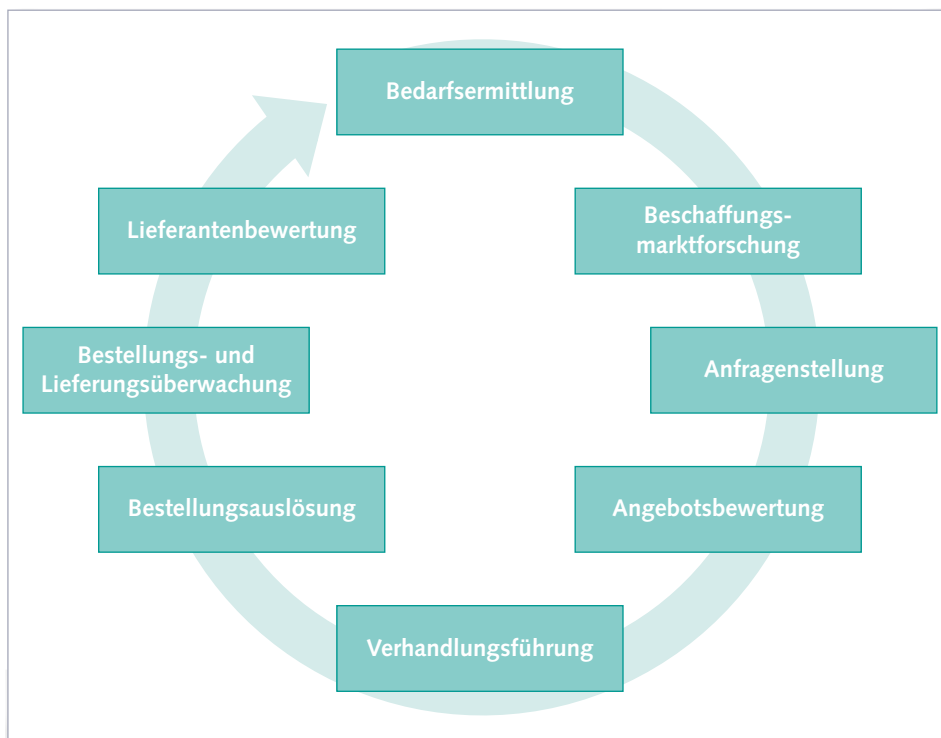 Bedarfsermittlung
Beschaffungs-
marktforschung
Anfragenstellung
Angebotsbewertung
Verhandlungsführung
Bestellungsauslösung
Bestellungs- und
Lieferungsüberwachung
Lieferantenbewertung